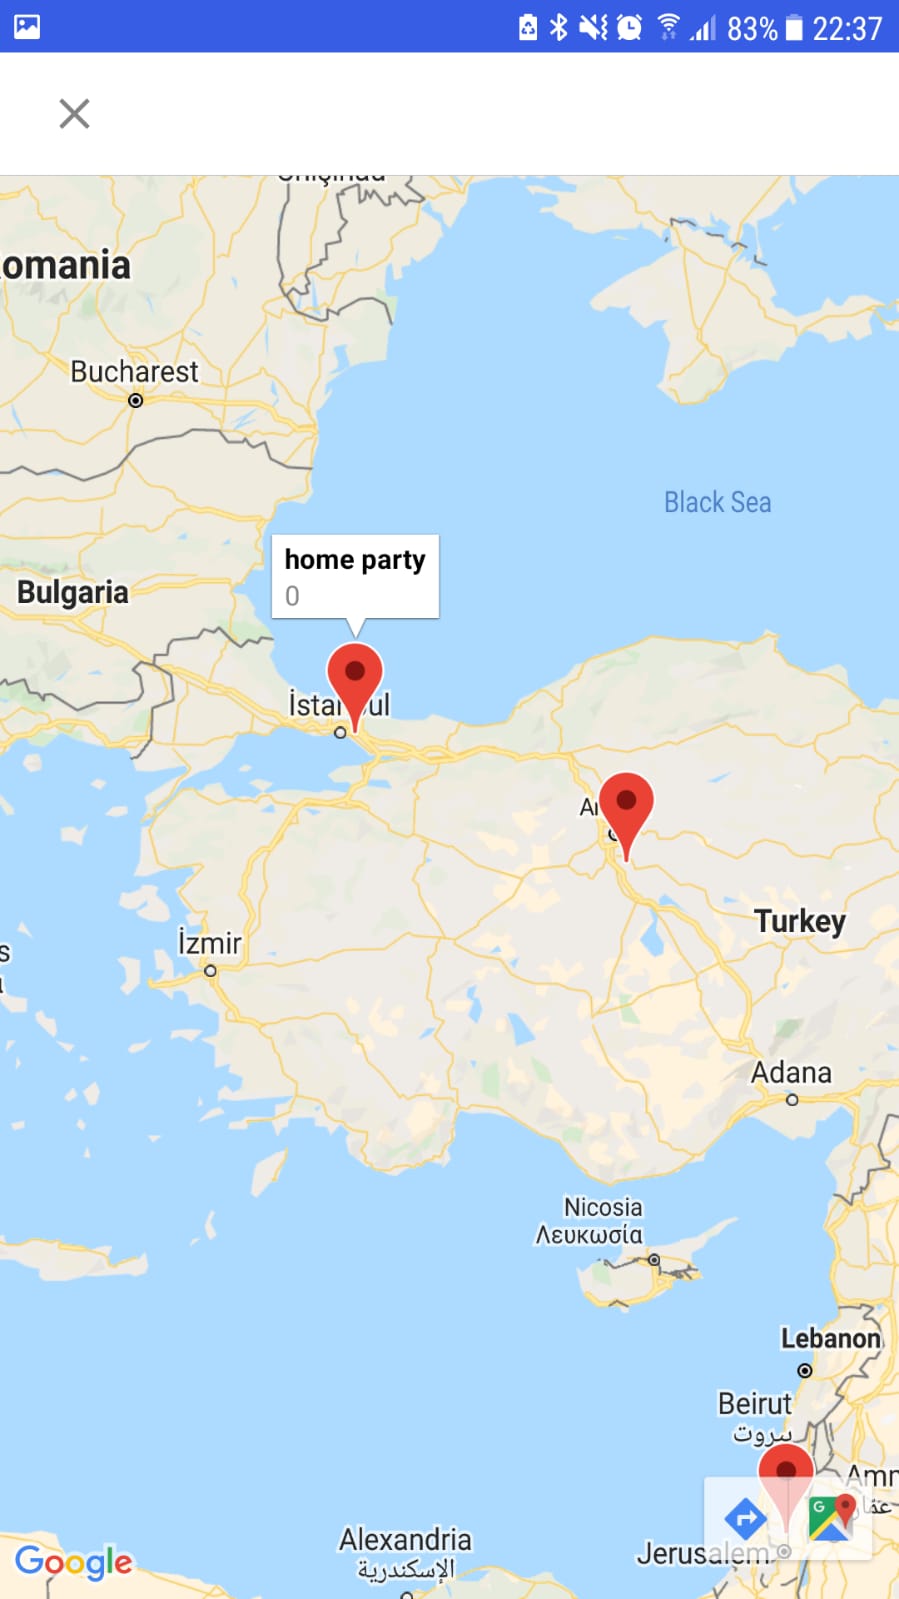 83% 22:37
omania
Bucharest
Black Sea
home party
0
Bulgaria
Turkey
İzmir
Adana
Nicosia
Λευκωσία
Lebanon
Beirut
بيروت
Jerusalem
Alexandria
الإسكندرية
Google